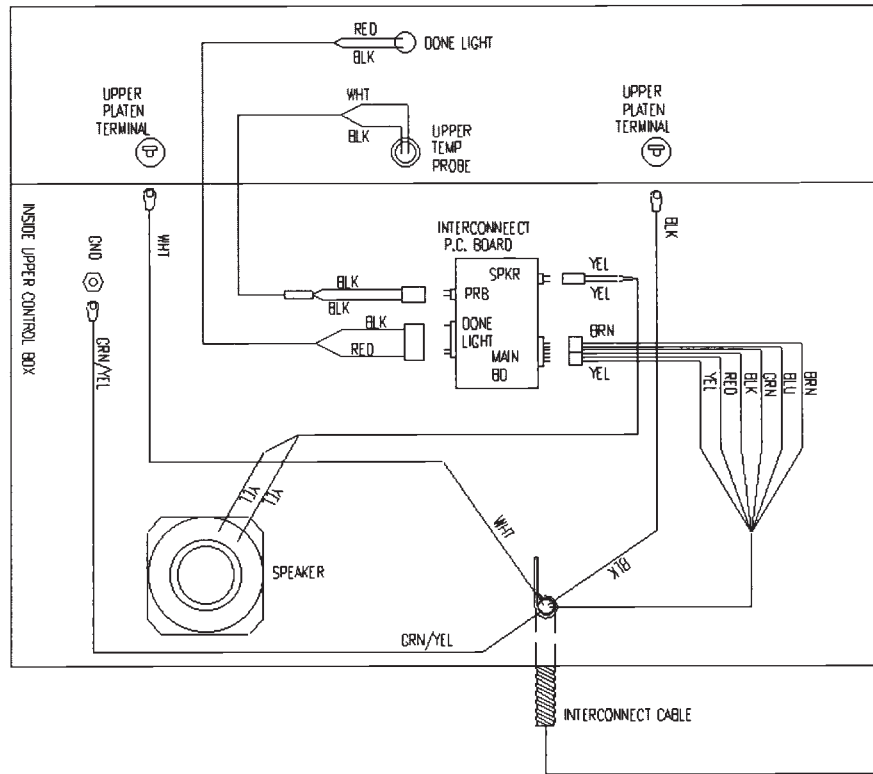 RED
BLK
DONE LIGHT
UPPER
PLATEN
TERMINAL
WHT
BLK
UPPER
TEMP
PROBE
UPPER
PLATEN
TERMINAL
INSIDE UPPER CONTROL BOX
GND
WHT
GRN/YEL
INTERCONNEECT
P.C. BOARD
BLK
BLK
BLK
RED
SPKR
PRB
DONE
LIGHT
MAIN
BD
YEL
YEL
BLK
BRN
YEL
YEL
RED
BLK
GRN
BLU
BRN
YEL
YEL
SPEAKER
WHT
BLK
GRN/YEL
INTERCONNECT CABLE